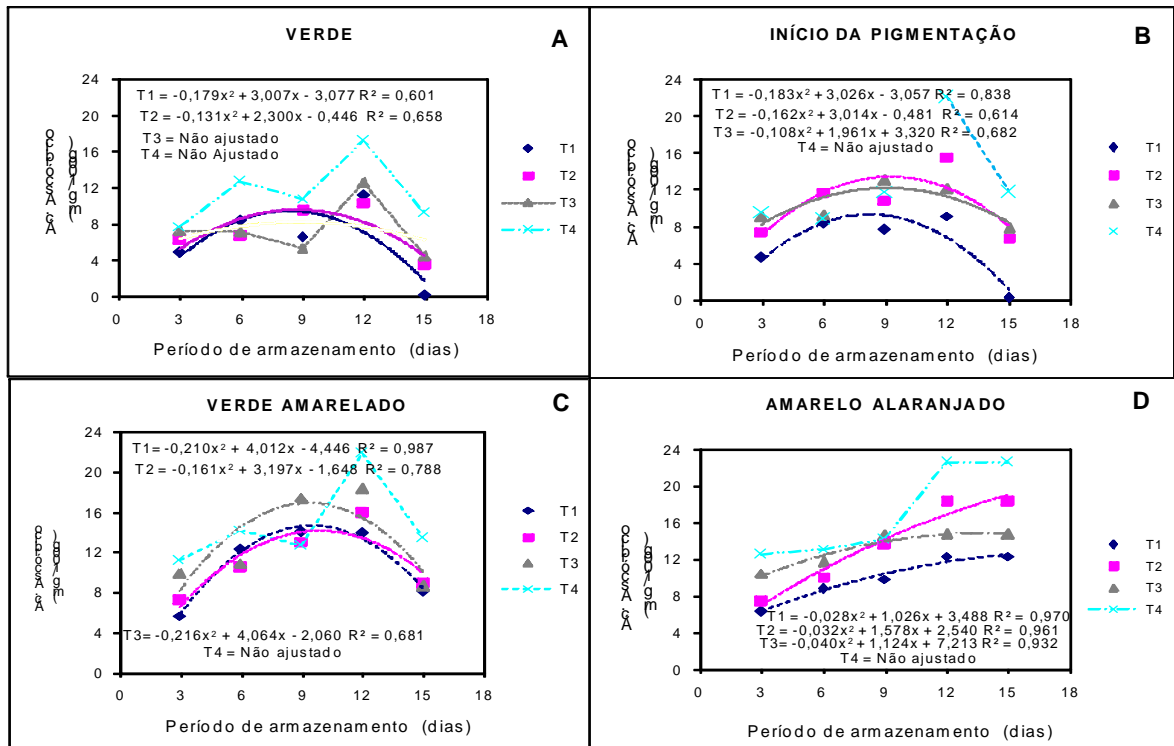 VERDE
A
24
20
16
12
8
4
0
T1 = -0,179x² + 3,007x - 3,077 R² = 0,601
T2 = -0,131x² + 2,300x - 0,446 R² = 0,658
T3 = Não ajustado
T4 = Não Ajustado
T1
T2
T3
T4
0 3 6 9 12 15 18
Período de armazenamento (dias)
INÍCIO DA PIGMENTAÇÃO
B
24
20
16
12
8
4
0
T1 = -0,183x² + 3,026x - 3,057 R² = 0,838
T2 = -0,162x² + 3,014x - 0,481 R² = 0,614
T3 = -0,108x² + 1,961x + 3,320 R² = 0,682
T4 = Não ajustado
T1
T2
T3
T4
0 3 6 9 12 15 18
Período de armazenamento (dias)
VERDE AMARELADO
C
24
20
16
12
8
4
0
T1= -0,210x² + 4,012x - 4,446 R² = 0,987
T2 = -0,161x² + 3,197x - 1,648 R² = 0,788
T3= -0,216x² + 4,064x - 2,060 R² = 0,681
T4 = Não ajustado
T1
T2
T3
T4
0 3 6 9 12 15 18
Período de armazenamento (dias)
AMARELO ALARANJADO
D
24
20
16
12
8
4
0
T1 = -0,028x² + 1,026x + 3,488 R² = 0,970
T2 = -0,032x² + 1,578x + 2,540 R² = 0,961
T3= -0,040x² + 1,124x + 7,213 R² = 0,932
T4 = Não ajustado
T1
T2
T3
T4
0 3 6 9 12 15 18
Período de armazenamento (dias)